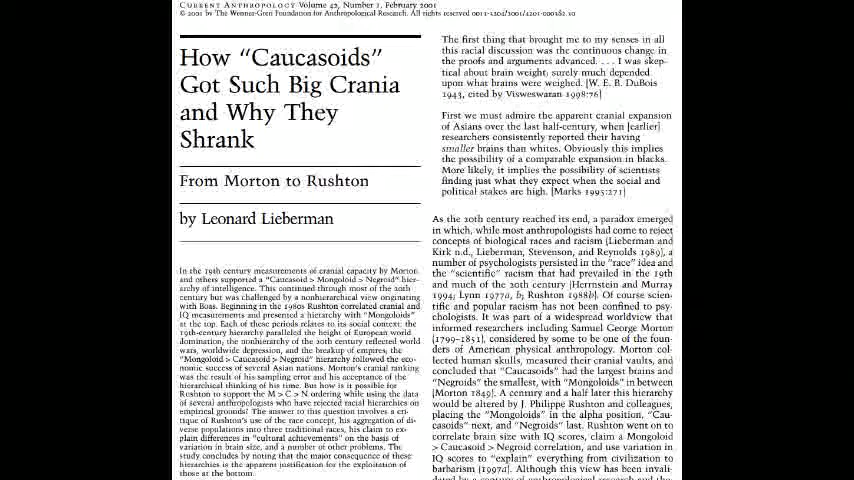 CURRENT ANTHROPOLOGY Volume 42, Number 1, February 2001
© 2001 by The Wenner-Gren Foundation for Anthropological Research. All rights reserved 0011-3204/2001/4201-0003$2.50
How “Caucasoids”
Got Such Big Crania
and Why They
Shrank
From Morton to Rushton
by Leonard Lieberman
In the 19th century measurements of cranial capacity by Morton
and others supported a “Caucasoid > Mongoloid > Negroid” hier-
archy of intelligence. This continued through most of the 20th
century but was challenged by a nonhierarchical view originating
with Boas. Beginning in the 1980s Rushton correlated cranial and
IQ measurements and presented a hierarchy with “Mongoloids”
at the top. Each of these periods relates to its social context: the
19th-century hierarchy paralleled the height of European world
domination; the nonhierarchy of the 20th century reflected world
wars, worldwide depression, and the breakup of empires; the
“Mongoloid > Caucasoid > Negroid” hierarchy followed the eco-
nomic success of several Asian nations. Morton's cranial ranking
was the result of his sampling error and his acceptance of the
hierarchical thinking of his time. But how is it possible for
Rushton to support the M > C > N ordering while using the data
of several anthropologists who have rejected racial hierarchies on
empirical grounds? The answer to this question involves a cri-
tique of Rushton's use of the race concept, his aggregation of di-
verse populations into three traditional races, his claim to ex-
plain differences in “cultural achievements” on the basis of
variation in brain size, and a number of other problems. The
study concludes by noting that the major consequence of these
hierarchies is the apparent justification for the exploitation of
those at the bottom.
The first thing that brought me to my senses in all
this racial discussion was the continuous change in
the proofs and arguments advanced. . . . I was skep-
tical about brain weight; surely much depended
upon what brains were weighed. [W. E. B. DuBois
1943, cited by Visweswaran 1998:76]
First we must admire the apparent cranial expansion
of Asians over the last half-century, when [earlier]
researchers consistently reported their having
smaller brains than whites. Obviously this implies
the possibility of a comparable expansion in blacks.
More likely, it implies the possibility of scientists
finding just what they expect when the social and
political stakes are high. [Marks 1995:271]
As the 20th century reached its end, a paradox emerged
in which, while most anthropologists had come to reject
concepts of biological races and racism (Lieberman and
Kirk n.d., Lieberman, Stevenson, and Reynolds 1989), a
number of psychologists persisted in the “race” idea and
the “scientific” racism that had prevailed in the 19th
and much of the 20th century (Herrnstein and Murray
1994; Lynn 1977a, b; Rushton 1988b). Of course scien-
tific and popular racism has not been confined to psy-
chologists. It was part of a widespread worldview that
informed researchers including Samuel George Morton
(1799–1851), considered by some to be one of the foun-
ders of American physical anthropology. Morton col-
lected human skulls, measured their cranial vaults, and
concluded that “Caucasoids” had the largest brains and
“Negroids” the smallest, with “Mongoloids” in between
(Morton 1849). A century and a half later this hierarchy
would be altered by J. Philippe Rushton and colleagues,
placing the “Mongoloids” in the alpha position, “Cau-
casoids” next, and “Negroids” last. Rushton went on to
correlate brain size with IQ scores, claim a Mongoloid
> Caucasoid > Negroid correlation, and use variation in
IQ scores to “explain” everything from civilization to
barbarism (1997a). Although this view has been invali-
dated by a century of anthropological research and the